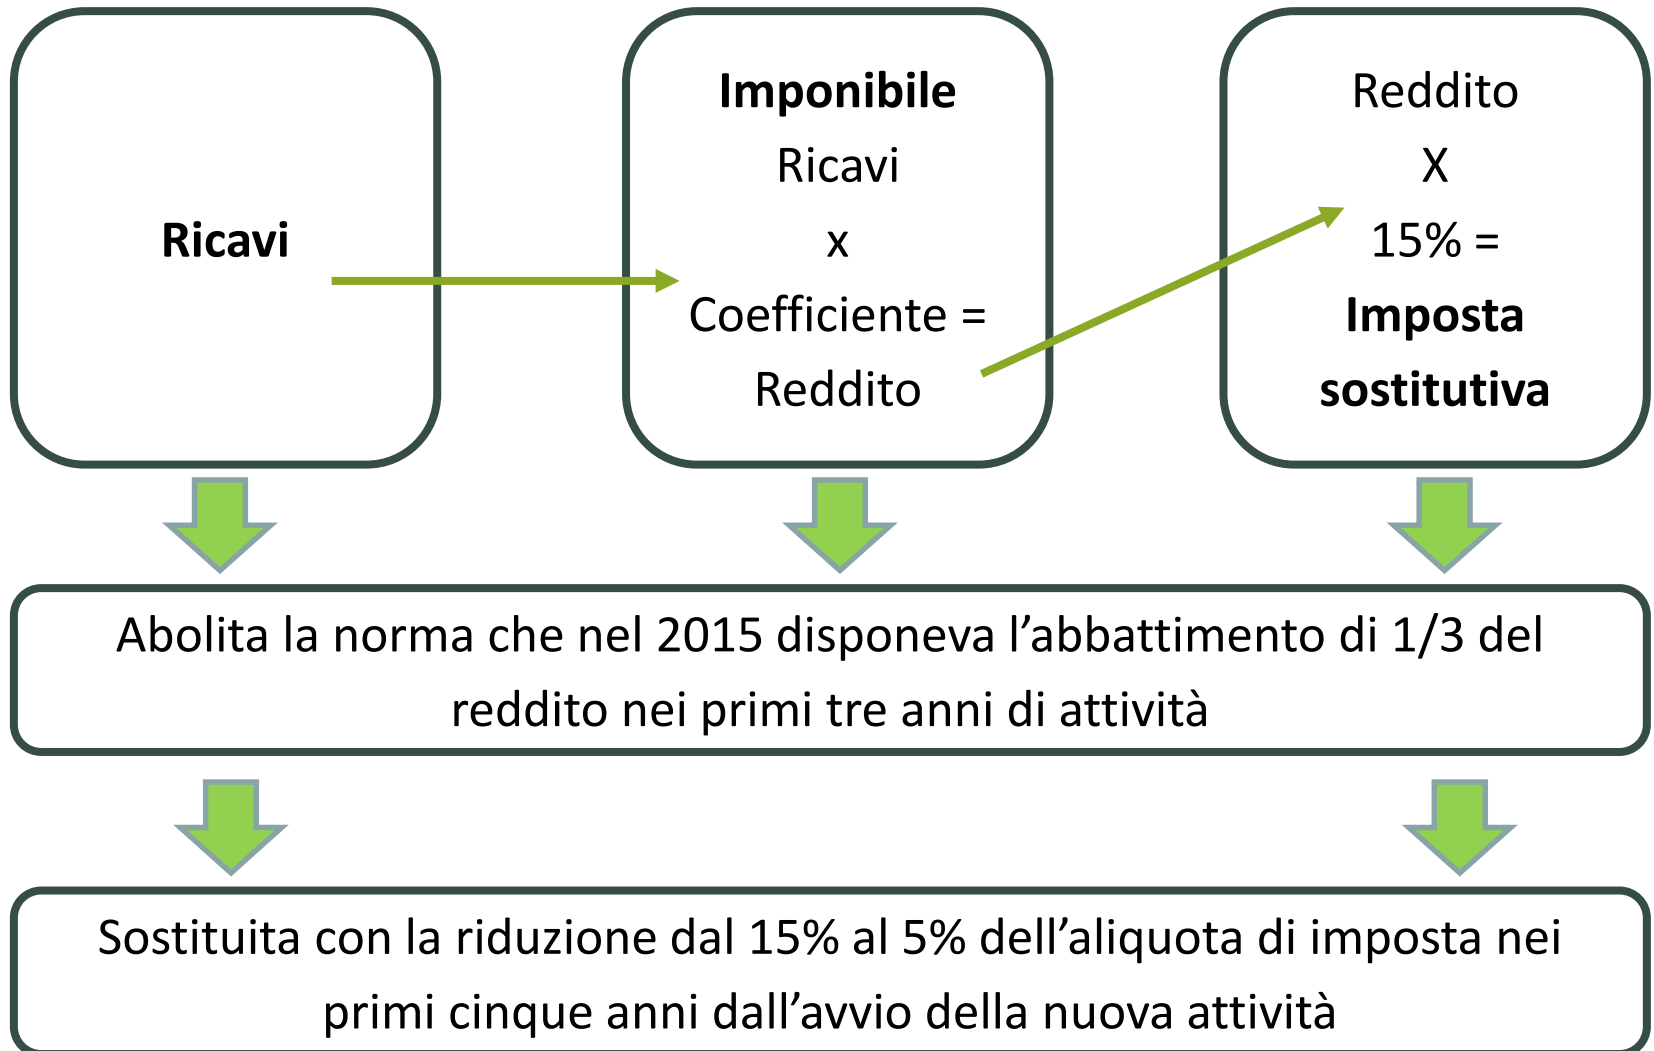 Ricavi
Imponibile
Ricavi
x
Coefficiente =
Reddito
Reddito
X
15% =
Imposta
sostitutiva
Abolita la norma che nel 2015 disponeva l’abbattimento di 1/3 del
reddito nei primi tre anni di attività
Sostituita con la riduzione dal 15% al 5% dell’aliquota di imposta nei
primi cinque anni dall’avvio della nuova attività